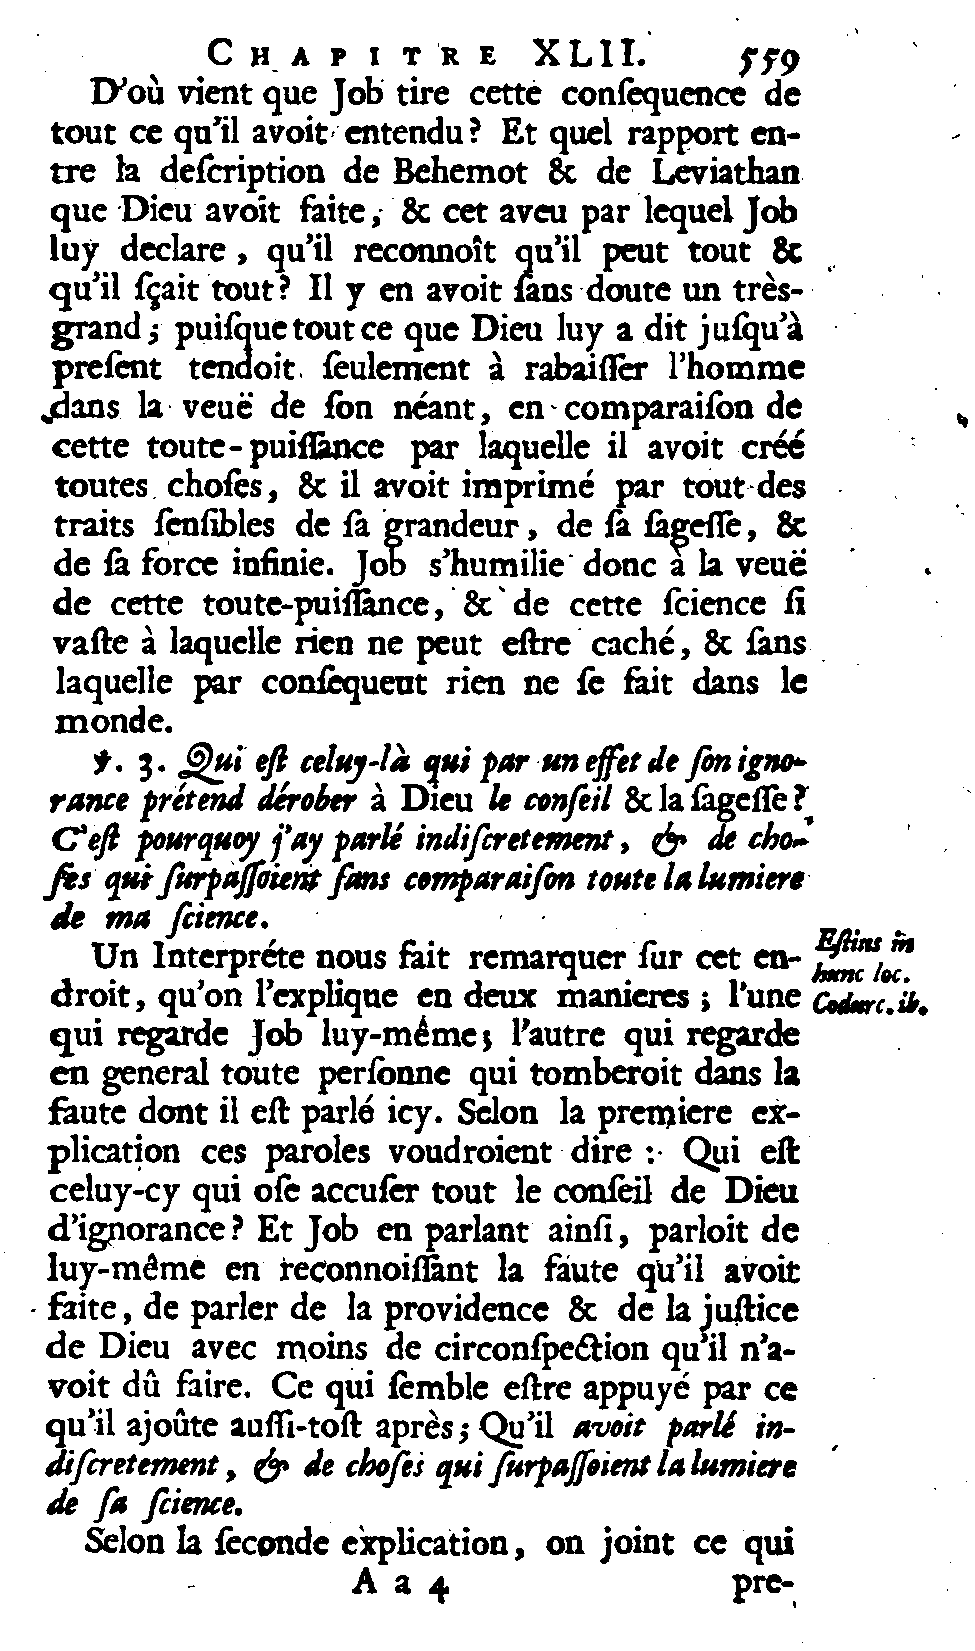 CHAPITRE XLII. 559
D'où vient que Job tire cette conſequence de
tout ce qu'il avoit entendu? Et quel rapport en-
tre la deſcription de Behemot & de Leviathan
que Dieu avoit faite, & cet aveu par lequel Job
luy declare, qu'il reconnoît qu'il peut tout &
qu'il ſçait tout? Il y en avoit ſans doute un très-
grand; puiſque tout ce que Dieu luy a dit juſqu'à
preſent tendoit ſeulement à rabaiſſer l'homme
dans la veuë de ſon néant, en comparaiſon de
cette toute-puiſſance par laquelle il avoit créé
toutes choſes, & il avoit imprimé par tout des
traits ſenſibles de ſa grandeur, de ſa ſageſſe, &
de ſa force infinie. Job s'humilie donc à la veuë
de cette toute-puiſſance, & de cette ſcience ſi
vaſte à laquelle rien ne peut eſtre caché, & ſans
laquelle par conſequent rien ne ſe fait dans le
monde.
℣. 3. Qui eſt celuy-là qui par un effet de ſon igno-
rance prétend dérober à Dieu le conſeil & la ſageſſe?
C'eſt pourquoy j'ay parlé indiſcretement, & de cho-
ſes qui ſurpaſſoient ſans comparaiſon toute la lumiere
de ma ſcience.
Un Interpréte nous fait remarquer ſur cet en-
droit, qu'on l'explique en deux manieres; l'une
qui regarde Job luy-même; l'autre qui regarde
en general toute perſonne qui tomberoit dans la
faute dont il eſt parlé icy. Selon la premiere ex-
plication ces paroles voudroient dire: Qui eſt
celuy-cy qui oſe accuſer tout le conſeil de Dieu
d'ignorance? Et Job en parlant ainſi, parloit de
luy-même en reconnoiſſant la faute qu'il avoit
faite, de parler de la providence & de la juſtice
de Dieu avec moins de circonſpection qu'il n'a-
voit dû faire. Ce qui ſemble eſtre appuyé par ce
qu'il ajoûte auſſi-toſt après; Qu'il avoit parlé in-
diſcretement, & de choſes qui ſurpaſſoient la lumiere
de ſa ſcience.
Selon la ſeconde explication, on joint ce qui
A a 4 pre-
Eſtius in
hunc loc.
Codurc. ib.